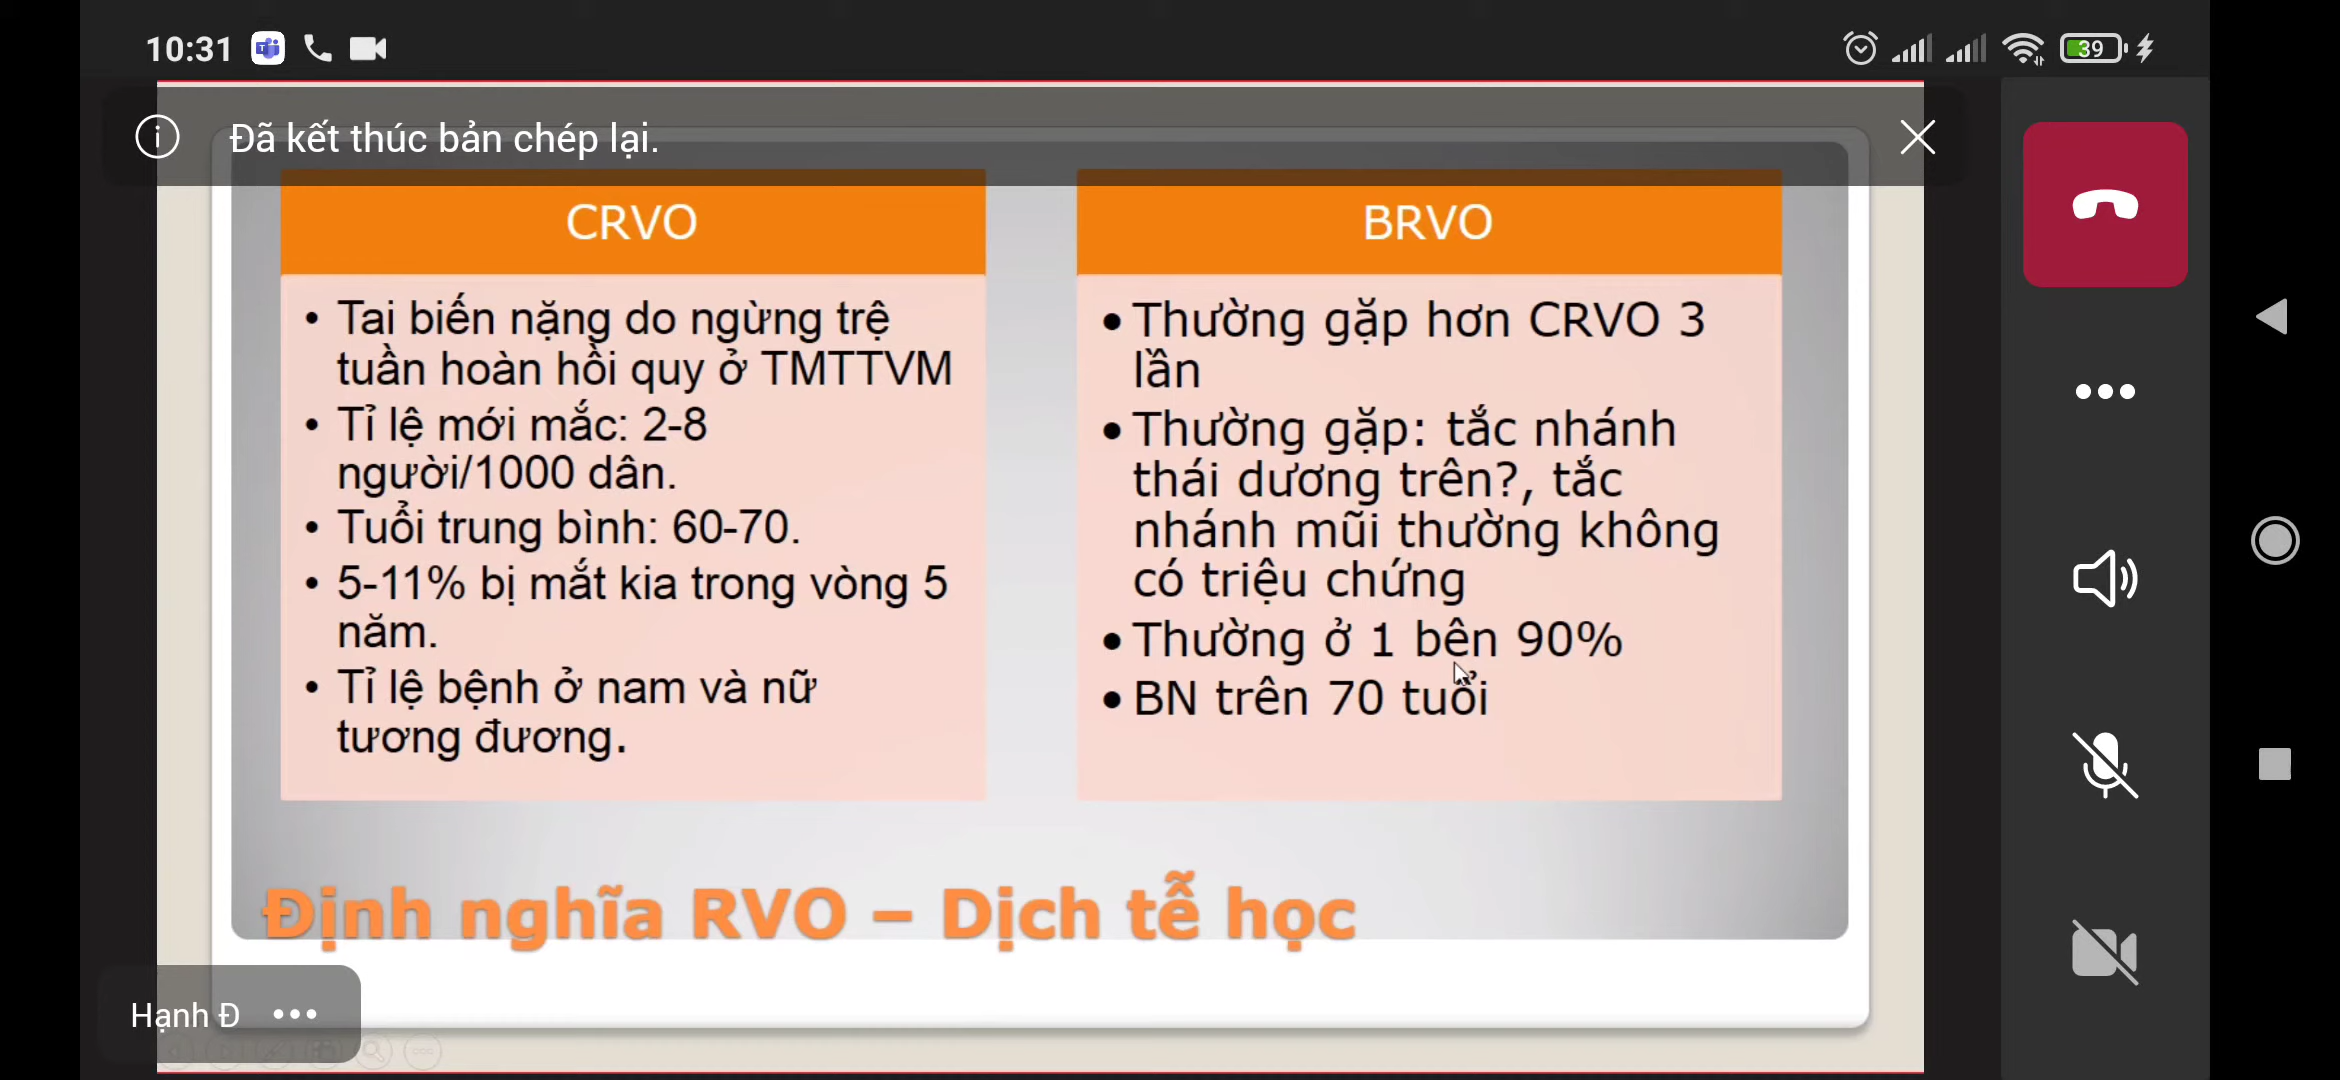 10:31
39
Đã kết thúc bản chép lại.
CRVO
• Tai biến nặng do ngừng trệ
tuần hoàn hồi quy ở TMTTVM
• Tỉ lệ mới mắc: 2-8
người/1000 dân.
• Tuổi trung bình: 60-70.
• 5-11% bị mắt kia trong vòng 5
năm.
• Tỉ lệ bệnh ở nam và nữ
tương đương.
BRVO
• Thường gặp hơn CRVO 3
lần
• Thường gặp: tắc nhánh
thái dương trên?, tắc
nhánh mũi thường không
có triệu chứng
• Thường ở 1 bên 90%
• BN trên 70 tuổi
Định nghĩa RVO – Dịch tễ học
Hạnh Đ